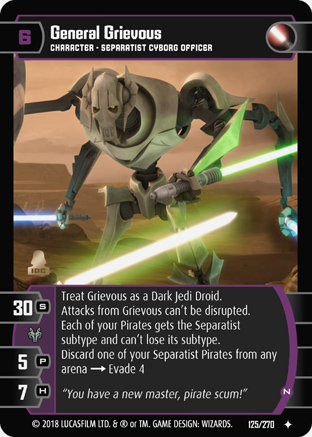 6
General Grievous
CHARACTER - SEPARATIST CYBORG OFFICER
IDC
30 S
Treat Grievous as a Dark Jedi Droid.
Attacks from Grievous can't be disrupted.
Each of your Pirates gets the Separatist
subtype and can't lose its subtype.
5 P
Discard one of your Separatist Pirates from any
arena → Evade 4
7 H
"You have a new master, pirate scum!"
N
© 2018 LUCASFILM LTD. & ® or TM. GAME DESIGN: WIZARDS.
125/270